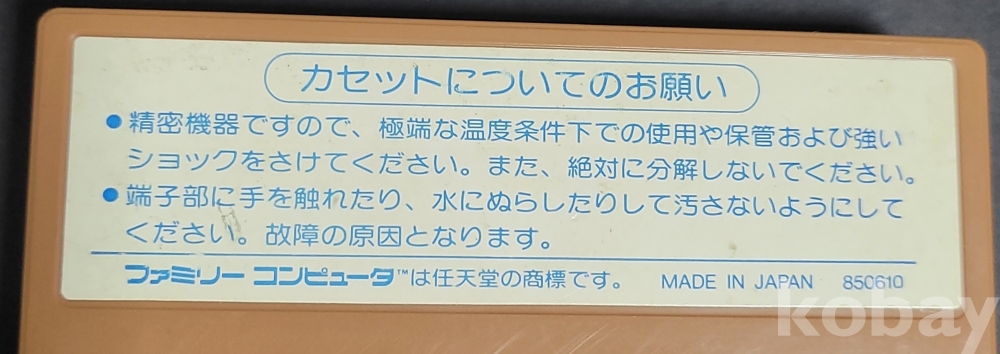 カセットについてのお願い
●精密機器ですので、極端な温度条件下での使用や保管および強い
ショックをさけてください。また、絶対に分解しないでください。
●端子部に手を触れたり、水にぬらしたりして汚さないようにして
ください。故障の原因となります。
ファミリー コンピュータ™は任天堂の商標です。 MADE IN JAPAN 850610
kobay